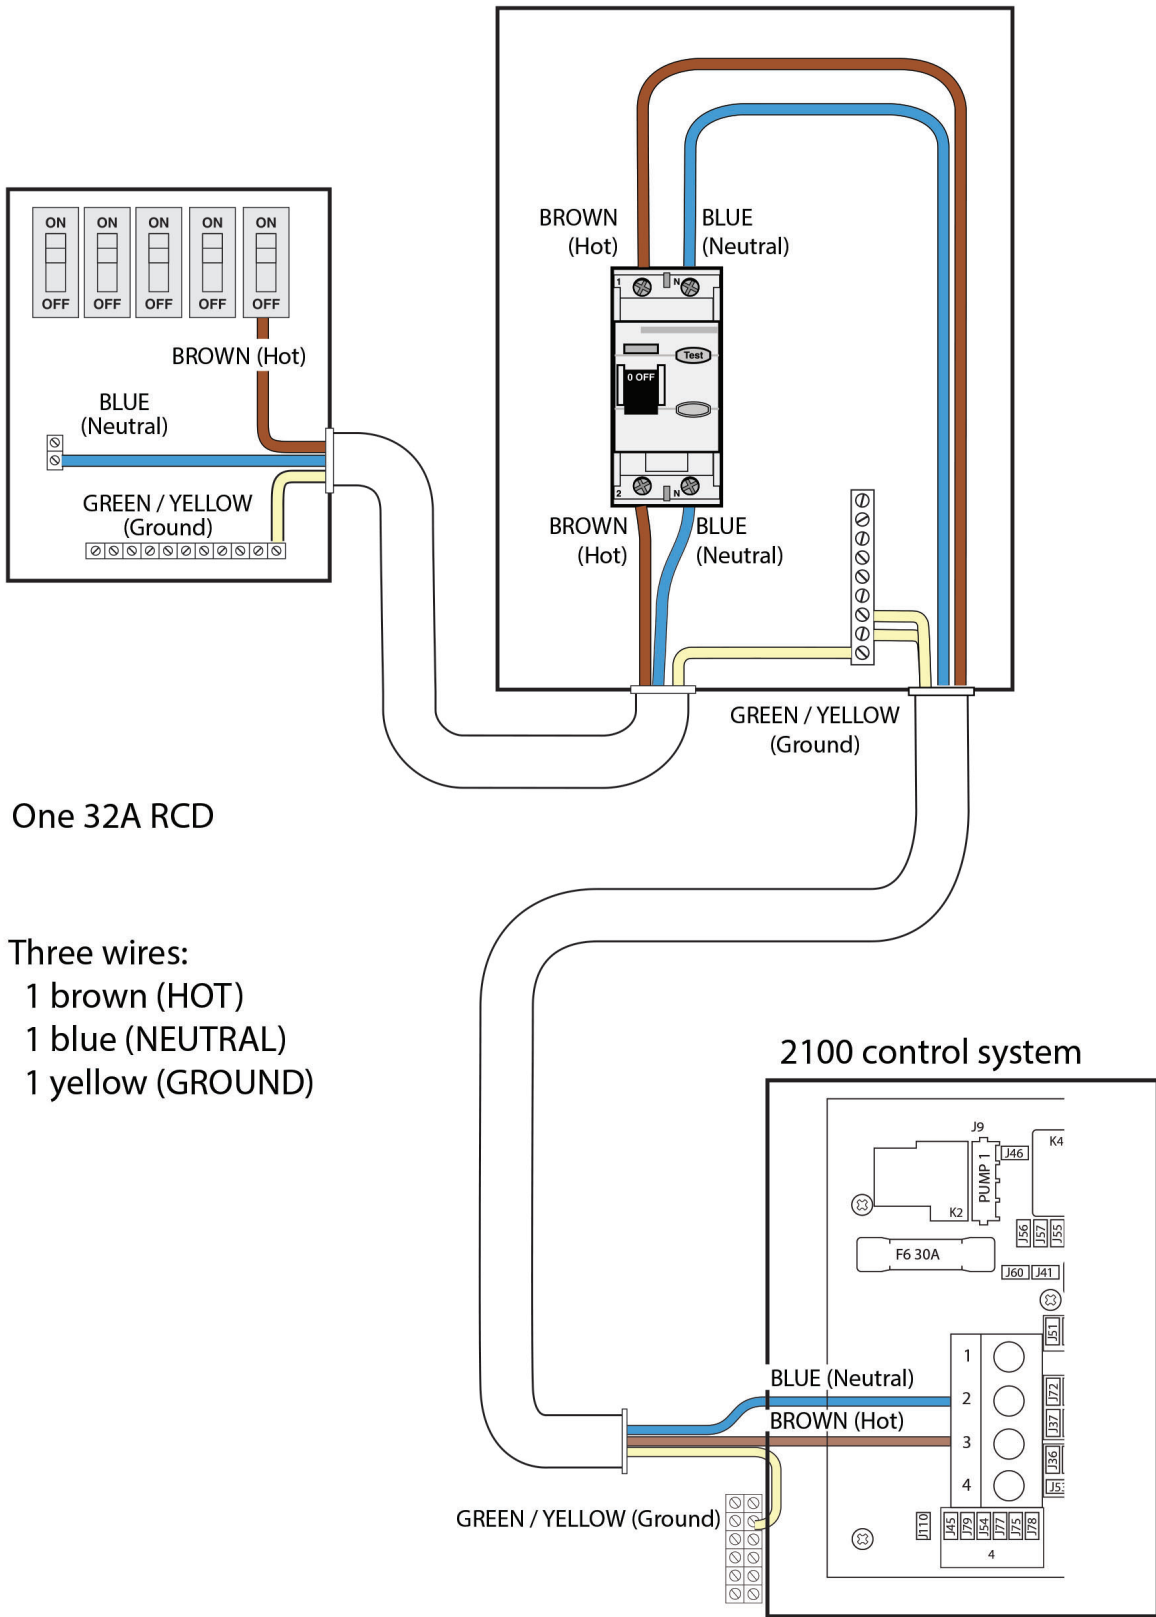 ON
ON
ON
ON
ON
OFF
OFF
OFF
OFF
OFF
BROWN (Hot)
BLUE
(Neutral)
GREEN / YELLOW
(Ground)
BROWN
(Hot)
BLUE
(Neutral)
1
N
Test
0 OFF
2
N
BROWN
(Hot)
BLUE
(Neutral)
GREEN / YELLOW
(Ground)
One 32A RCD
Three wires:
1 brown (HOT)
1 blue (NEUTRAL)
1 yellow (GROUND)
2100 control system
J9
PUMP 1
J46
K4
K2
J56
J57
J55
F6 30A
J60
J41
J51
1
BLUE (Neutral)
2
J72
BROWN (Hot)
J37
3
J36
4
J53
GREEN / YELLOW (Ground)
J110
J45
J79
J54
J77
J75
J78
4